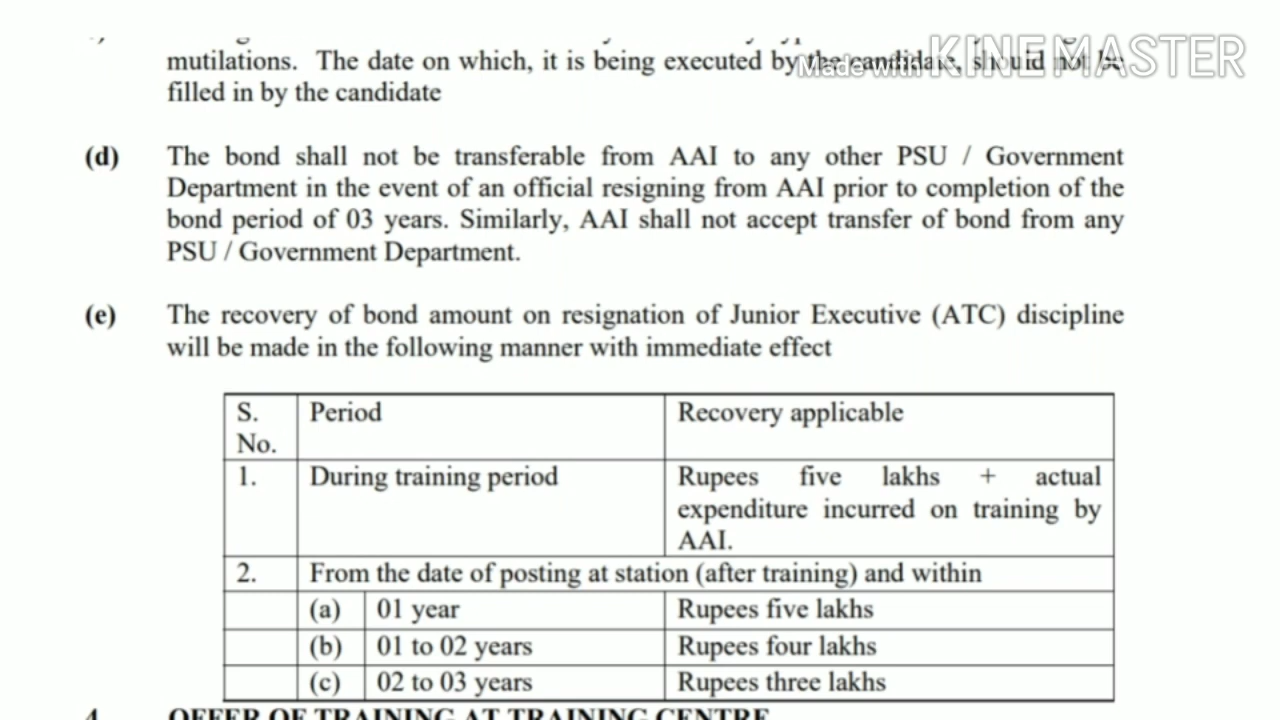 mutilations. The date on which, it is being executed by the candidate, should not be
Made with KINEMASTER
filled in by the candidate
(d) The bond shall not be transferable from AAI to any other PSU / Government
Department in the event of an official resigning from AAI prior to completion of the
bond period of 03 years. Similarly, AAI shall not accept transfer of bond from any
PSU / Government Department.
(e) The recovery of bond amount on resignation of Junior Executive (ATC) discipline
will be made in the following manner with immediate effect
S. Period Recovery applicable
No.
1. During training period Rupees five lakhs + actual
expenditure incurred on training by
AAI.
2. From the date of posting at station (after training) and within
(a) 01 year Rupees five lakhs
(b) 01 to 02 years Rupees four lakhs
(c) 02 to 03 years Rupees three lakhs
4 OFFER OF TRAINING AT TRAINING CENTRE